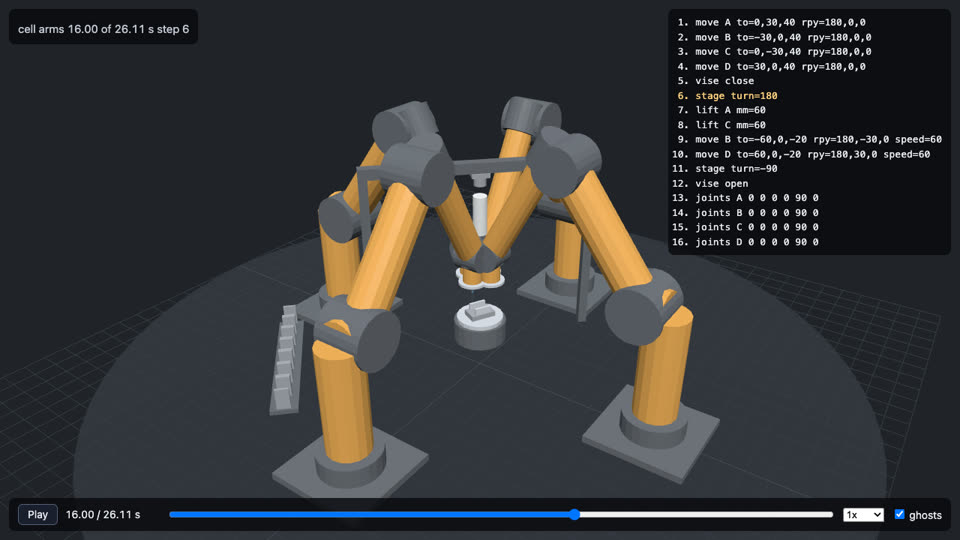 cell arms 16.00 of 26.11 s step 6
1. move A to=0,30,40 rpy=180,0,0
2. move B to=−30,0,40 rpy=180,0,0
3. move C to=0,−30,40 rpy=180,0,0
4. move D to=30,0,40 rpy=180,0,0
5. vise close
6. stage turn=180
7. lift A mm=60
8. lift C mm=60
9. move B to=−60,0,−20 rpy=180,−30,0 speed=60
10. move D to=60,0,−20 rpy=180,30,0 speed=60
11. stage turn=−90
12. vise open
13. joints A 0 0 0 0 90 0
14. joints B 0 0 0 0 90 0
15. joints C 0 0 0 0 90 0
16. joints D 0 0 0 0 90 0
Play 16.00 / 26.11 s 1x ghosts